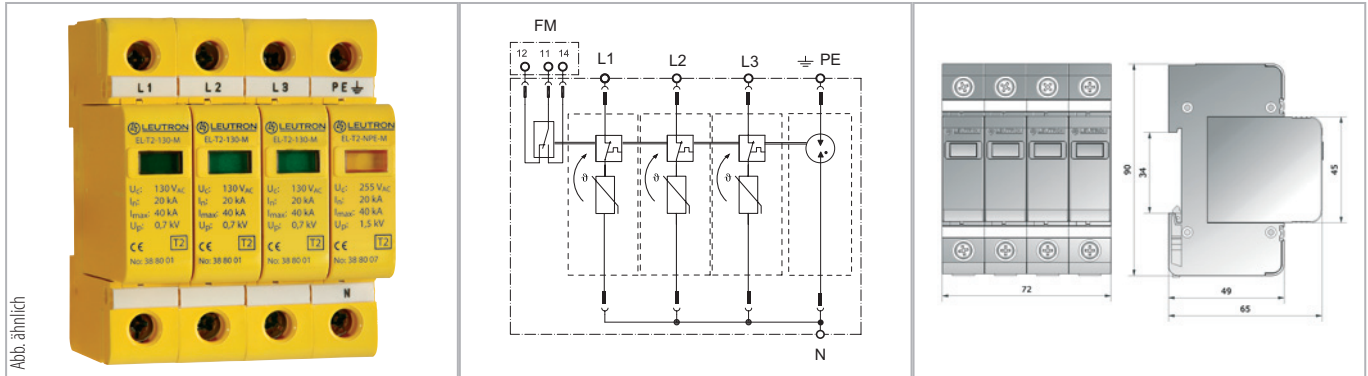 L1 L2 L3 PE
LEUTRON LEUTRON LEUTRON LEUTRON
EL-T2-130-M EL-T2-130-M EL-T2-130-M EL-T2-NPE-M
Uc: 130 VAC Uc: 130 VAC Uc: 130 VAC Uc: 255 VAC
In: 20 kA In: 20 kA In: 20 kA In: 20 kA
Imax: 40 kA Imax: 40 kA Imax: 40 kA Imax: 40 kA
Up: 0,7 kV Up: 0,7 kV Up: 0,7 kV Up: 1,5 kV
CE T2 CE T2 CE T2 CE T2
No: 38 80 01 No: 38 80 01 No: 38 80 01 No: 38 80 07
N
Abb. ähnlich
FM
12 11 14
L1 L2 L3 PE
ϑ ϑ ϑ
N
LEUTRON LEUTRON LEUTRON LEUTRON
72
90
34
45
49
65